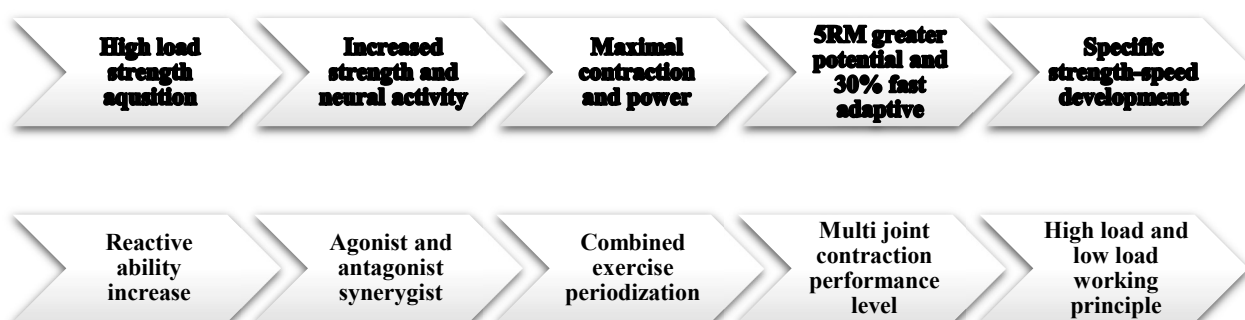 High load
strength
aqusition
Increased
strength and
neural activity
Maximal
contraction
and power
5RM greater
potential and
30% fast
adaptive
Specific
strength-speed
development
Reactive
ability
increase
Agonist and
antagonist
synerygist
Combined
exercise
periodization
Multi joint
contraction
performance
level
High load and
low load
working
principle